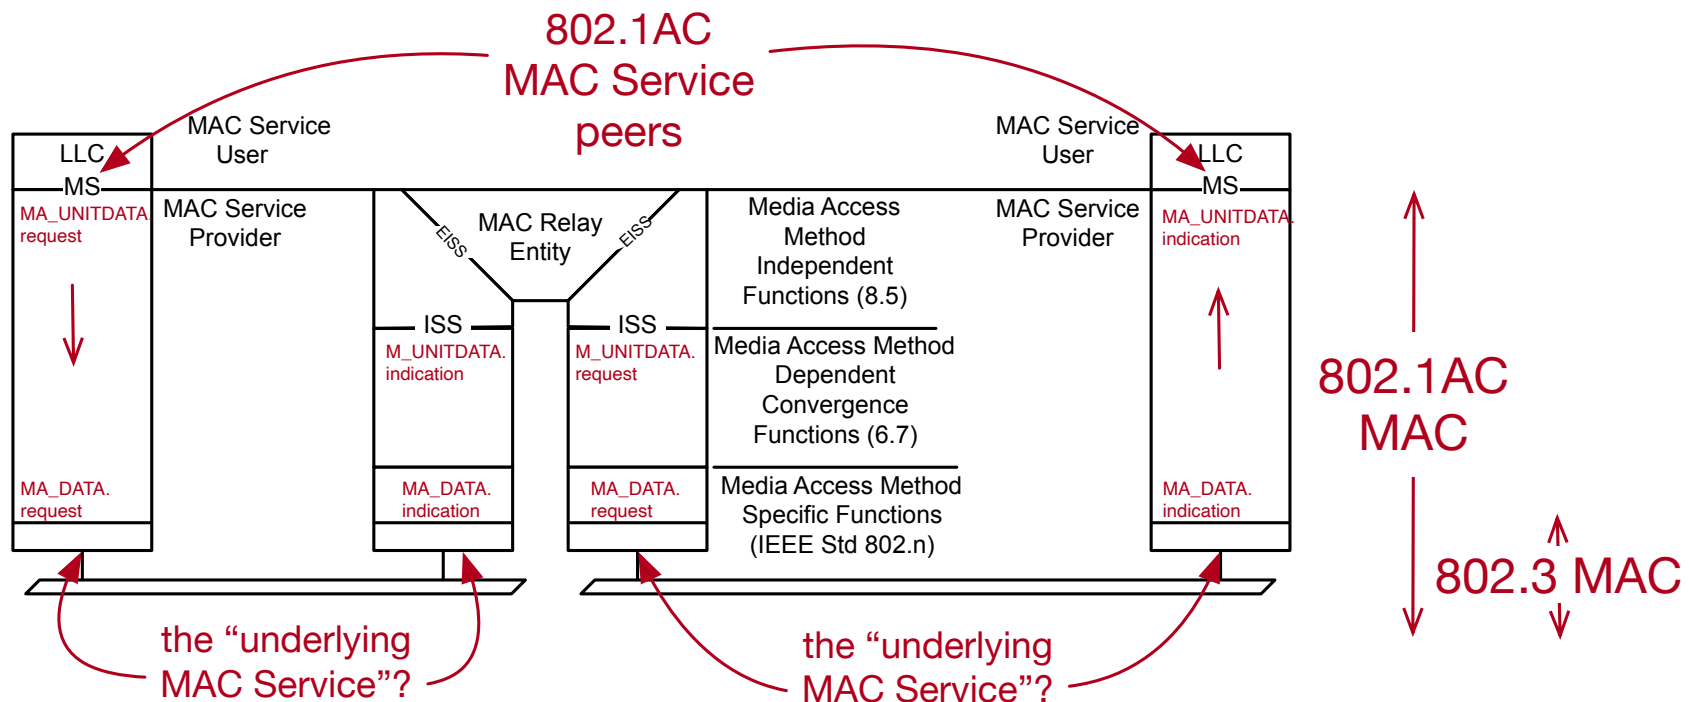 802.1AC
MAC Service
peers
MAC Service
User
MAC Service
User
LLC
MS
LLC
MS
MA_UNITDATA.
request
MAC Service
Provider
EISS
MAC Relay
Entity
EISS
Media Access
Method
Independent
Functions (8.5)
MAC Service
Provider
MA_UNITDATA.
indication
ISS
M_UNITDATA.
indication
ISS
M_UNITDATA.
request
Media Access Method
Dependent
Convergence
Functions (6.7)
802.1AC
MAC
MA_DATA.
request
MA_DATA.
indication
MA_DATA.
request
Media Access Method
Specific Functions
(IEEE Std 802.n)
MA_DATA.
indication
802.3 MAC
the “underlying
MAC Service”?
the “underlying
MAC Service”?